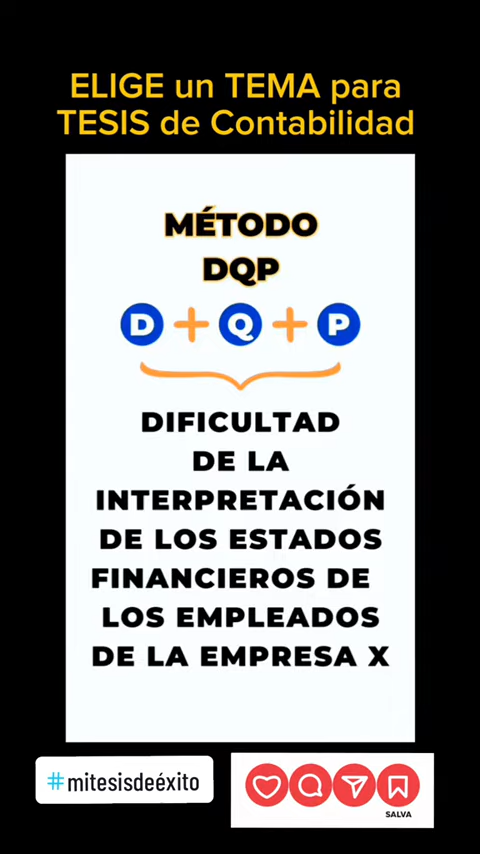 ELIGE un TEMA para
TESIS de Contabilidad
MÉTODO
DQP
D + Q + P
DIFICULTAD
DE LA
INTERPRETACIÓN
DE LOS ESTADOS
FINANCIEROS DE
LOS EMPLEADOS
DE LA EMPRESA X
#mitesisdeéxito
SALVA